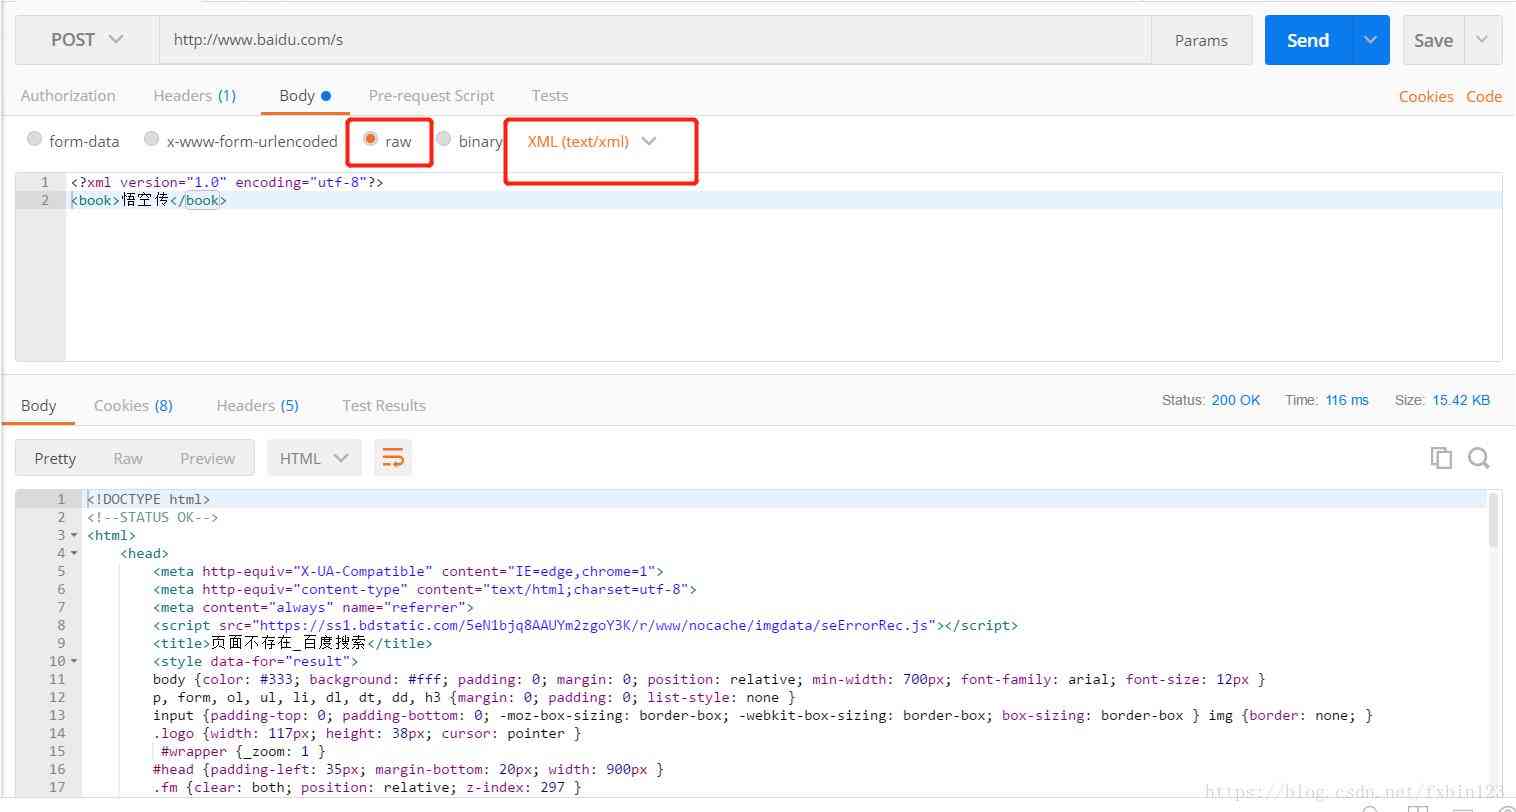 POST http://www.baidu.com/s Params Send Save
Authorization Headers (1) Body Pre-request Script Tests Cookies Code
form-data x-www-form-urlencoded raw binary XML (text/xml)
1 <?xml version="1.0" encoding="utf-8"?>
2 <book>悟空传</book>
Body Cookies (8) Headers (5) Test Results Status: 200 OK Time: 116 ms Size: 15.42 KB
Pretty Raw Preview HTML
1 <!DOCTYPE html>
2 <!--STATUS OK-->
3 <html>
4 <head>
5 <meta http-equiv="X-UA-Compatible" content="IE=edge,chrome=1">
6 <meta http-equiv="content-type" content="text/html;charset=utf-8">
7 <meta content="always" name="referrer">
8 <script src="https://ss1.bdstatic.com/5eN1bjq8AAUYm2zgoY3K/r/www/nocache/imgdata/seErrorRec.js"></script>
9 <title>页面不存在_百度搜索</title>
10 <style data-for="result">
11 body {color: #333; background: #fff; padding: 0; margin: 0; position: relative; min-width: 700px; font-family: arial; font-size: 12px }
12 p, form, ol, ul, li, dl, dt, dd, h3 {margin: 0; padding: 0; list-style: none }
13 input {padding-top: 0; padding-bottom: 0; -moz-box-sizing: border-box; -webkit-box-sizing: border-box; box-sizing: border-box } img {border: none; }
14 .logo {width: 117px; height: 38px; cursor: pointer }
15 #wrapper {_zoom: 1 }
16 #head {padding-left: 35px; margin-bottom: 20px; width: 900px }
17 .fm {clear: both; position: relative; z-index: 297 }
https://blog.csdn.net/fxbin123